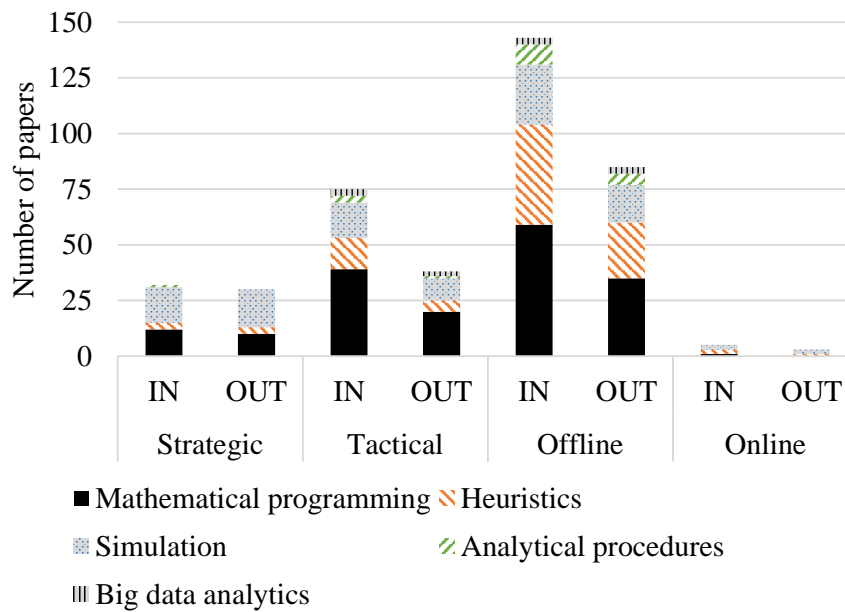 150
125
100
75
50
25
0
Number of papers
IN OUT IN OUT IN OUT IN OUT
Strategic Tactical Offline Online
Mathematical programming Heuristics
Simulation Analytical procedures
Big data analytics